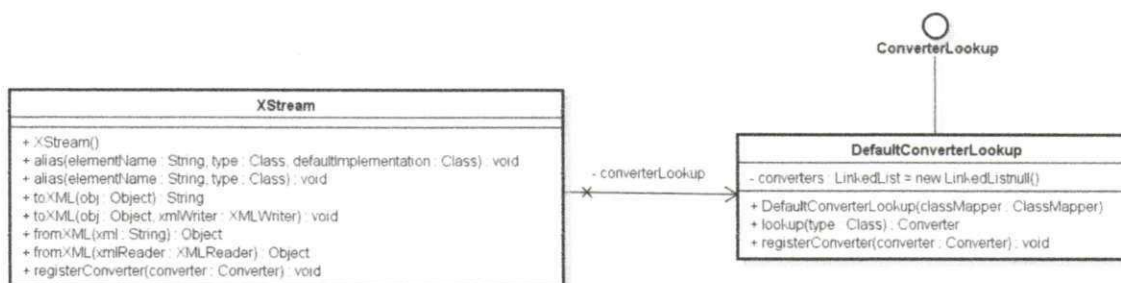 ConverterLookup
XStream
+ XStream()
+ alias(elementName : String, type : Class, defaultImplementation : Class) : void
+ alias(elementName : String, type : Class) : void
+ toXML(obj : Object) : String
+ toXML(obj : Object, xmlWriter : XMLWriter) : void
+ fromXML(xml : String) : Object
+ fromXML(xmlReader : XMLReader) : Object
+ registerConverter(converter : Converter) : void
- converterLookup
DefaultConverterLookup
- converters : LinkedList = new LinkedListnull()
+ DefaultConverterLookup(classMapper : ClassMapper)
+ lookup(type : Class) : Converter
+ registerConverter(converter : Converter) : void